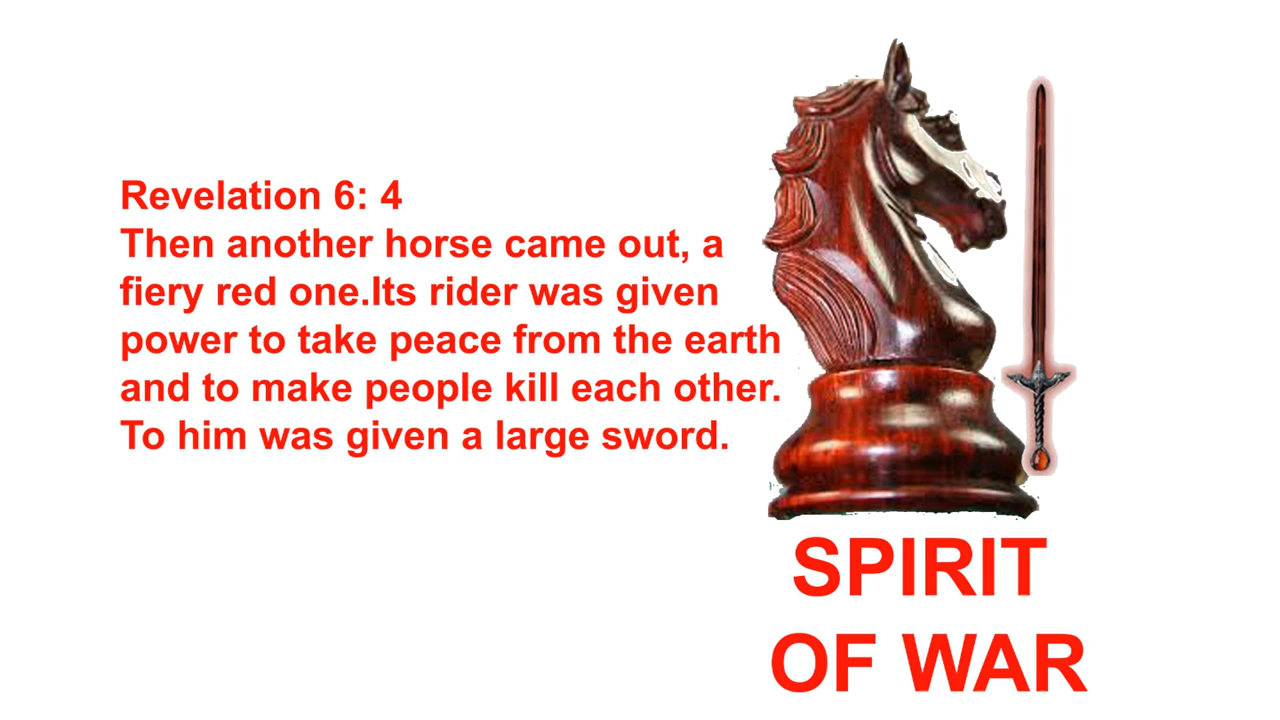 Revelation 6: 4
Then another horse came out, a
fiery red one.Its rider was given
power to take peace from the earth
and to make people kill each other.
To him was given a large sword.
SPIRIT
OF WAR